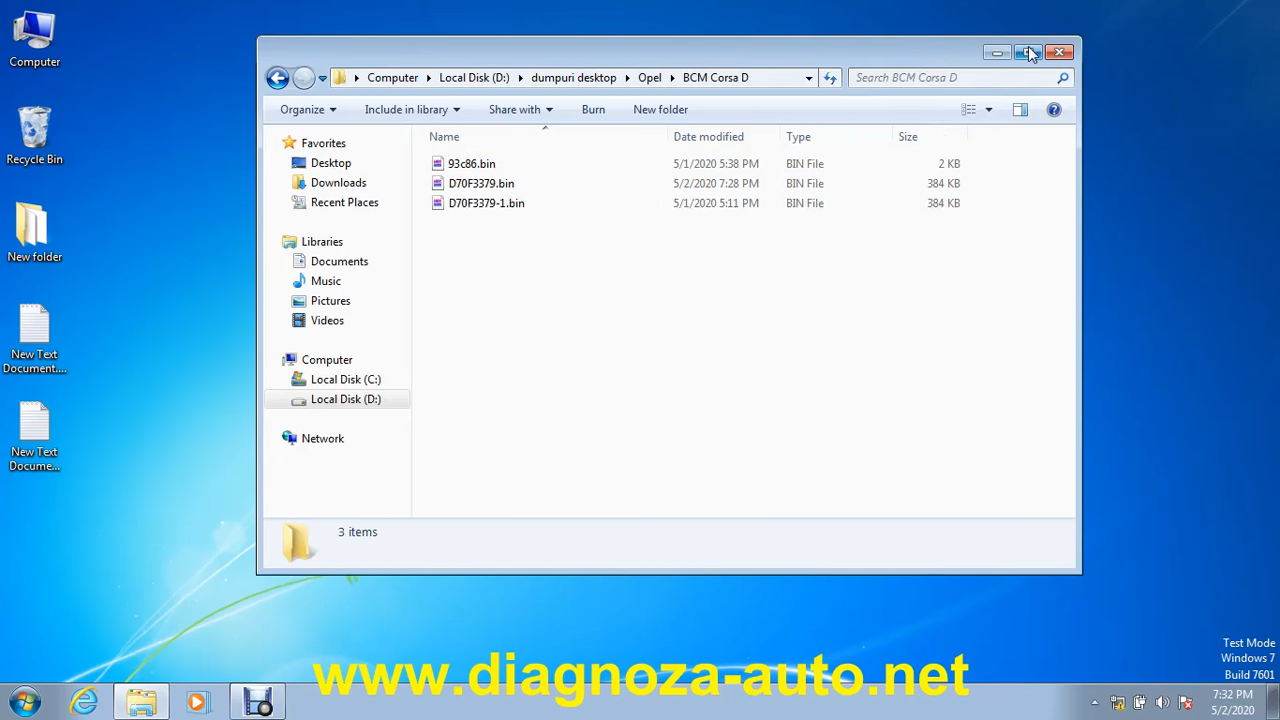 Computer
Recycle Bin
New folder
New Text
Document....
New Text
Docume...
Computer
Local Disk (D:)
dumpuri desktop
Opel
BCM Corsa D
Search BCM Corsa D
Organize
Include in library
Share with
Burn
New folder
Favorites
Desktop
Downloads
Recent Places
Libraries
Documents
Music
Pictures
Videos
Computer
Local Disk (C:)
Local Disk (D:)
Network
Name Date modified Type Size
93c86.bin 5/1/2020 5:38 PM BIN File 2 KB
D70F3379.bin 5/2/2020 7:28 PM BIN File 384 KB
D70F3379-1.bin 5/1/2020 5:11 PM BIN File 384 KB
3 items
www.diagnoza-auto.net
Test Mode
Windows 7
Build 7601
7:32 PM
5/2/2020